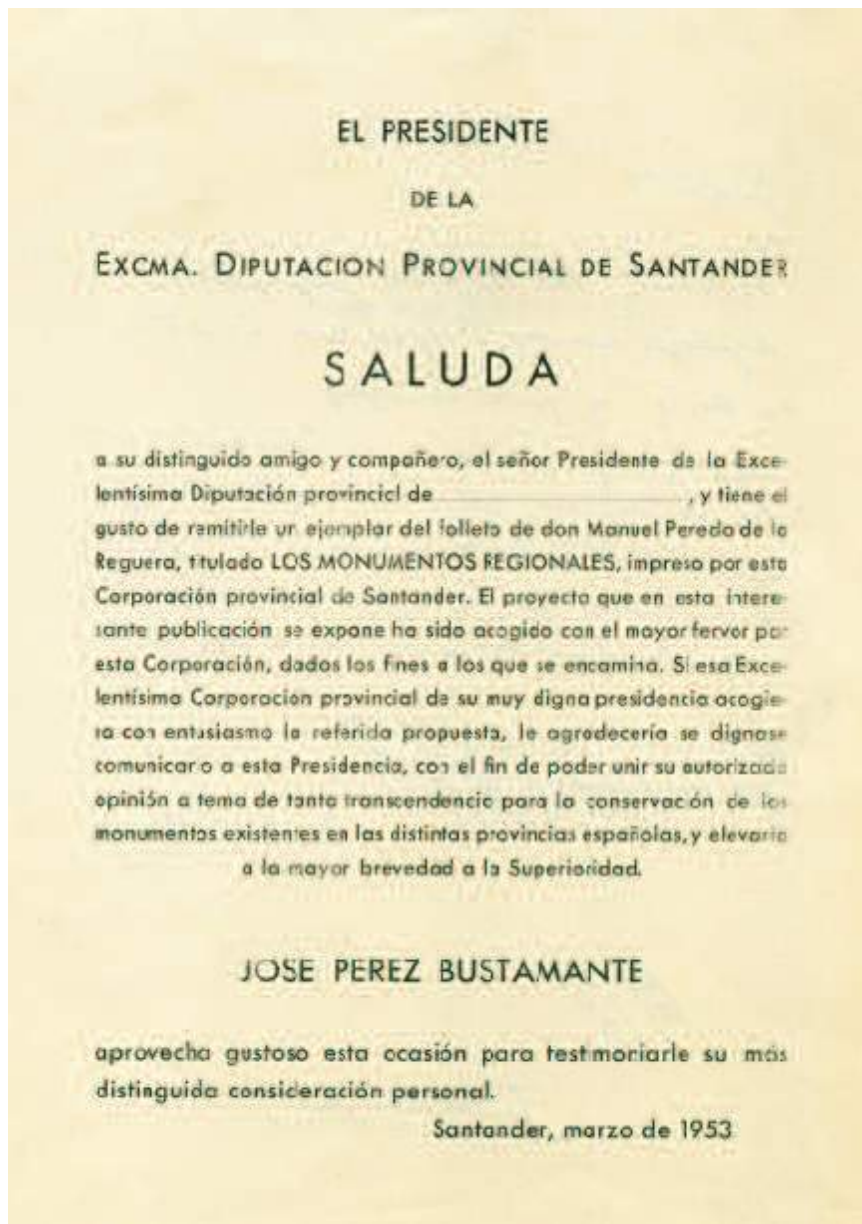 EL PRESIDENTE
DE LA
EXCMA. DIPUTACION PROVINCIAL DE SANTANDER
SALUDA
a su distinguido amigo y compañero, el señor Presidente de la Exce-
lentísima Diputación provincial de , y tiene el
gusto de remitirle un ejemplar del folleto de don Manuel Pereda de la
Reguera, titulado LOS MONUMENTOS REGIONALES, impreso por esta
Corporación provincial de Santander. El proyecto que en esta intere-
sante publicación se expone ha sido acogido con el mayor fervor por
esta Corporación, dados los fines a los que se encamina. Si esa Exce-
lentísima Corporación provincial de su muy digna presidencia acogie-
ra con entusiasmo la referida propuesta, le agradecería se dignase
comunicarlo a esta Presidencia, con el fin de poder unir su autorizada
opinión a tema de tanta transcendencia para la conservación de los
monumentos existentes en las distintas provincias españolas, y elevarla
a la mayor brevedad a la Superioridad.
JOSE PEREZ BUSTAMANTE
aprovecha gustoso esta ocasión para testimoniarle su más
distinguida consideración personal.
Santander, marzo de 1953